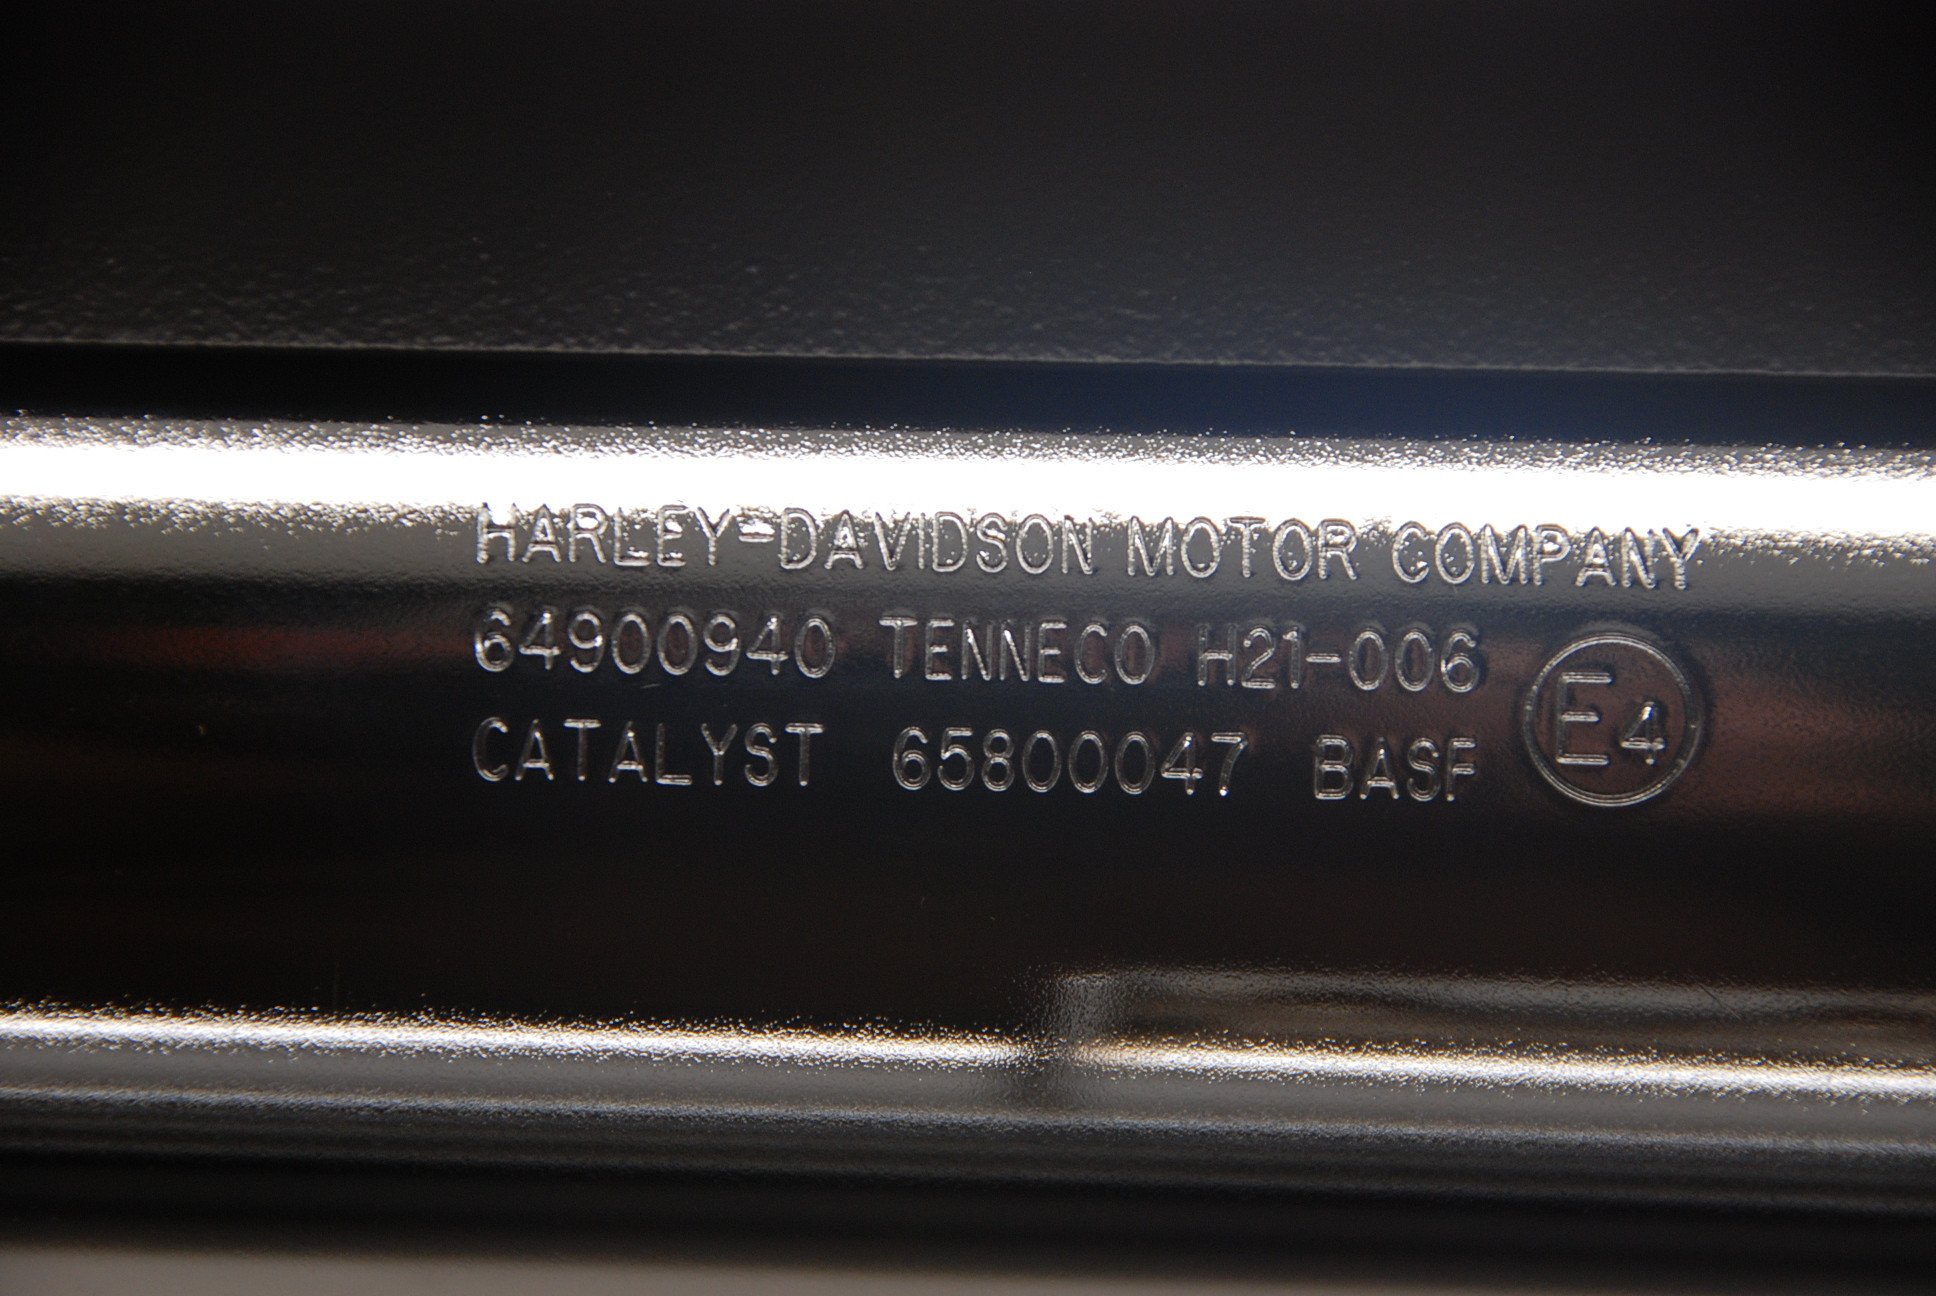 HARLEY-DAVIDSON MOTOR COMPANY
64900940 TENNECO H21-006
CATALYST 65800047 BASF
E4